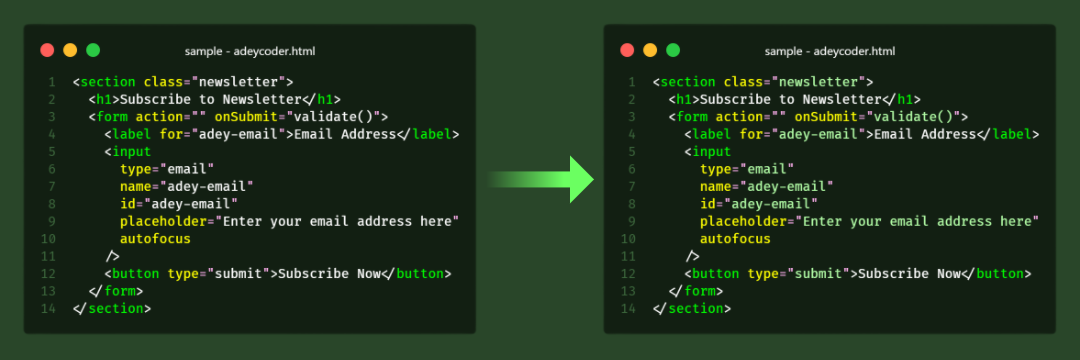 sample - adeycoder.html
1 <section class="newsletter">
2 <h1>Subscribe to Newsletter</h1>
3 <form action="" onSubmit="validate()">
4 <label for="adey-email">Email Address</label>
5 <input
6 type="email"
7 name="adey-email"
8 id="adey-email"
9 placeholder="Enter your email address here"
10 autofocus
11 />
12 <button type="submit">Subscribe Now</button>
13 </form>
14 </section>
sample - adeycoder.html
1 <section class="newsletter">
2 <h1>Subscribe to Newsletter</h1>
3 <form action="" onSubmit="validate()">
4 <label for="adey-email">Email Address</label>
5 <input
6 type="email"
7 name="adey-email"
8 id="adey-email"
9 placeholder="Enter your email address here"
10 autofocus
11 />
12 <button type="submit">Subscribe Now</button>
13 </form>
14 </section>